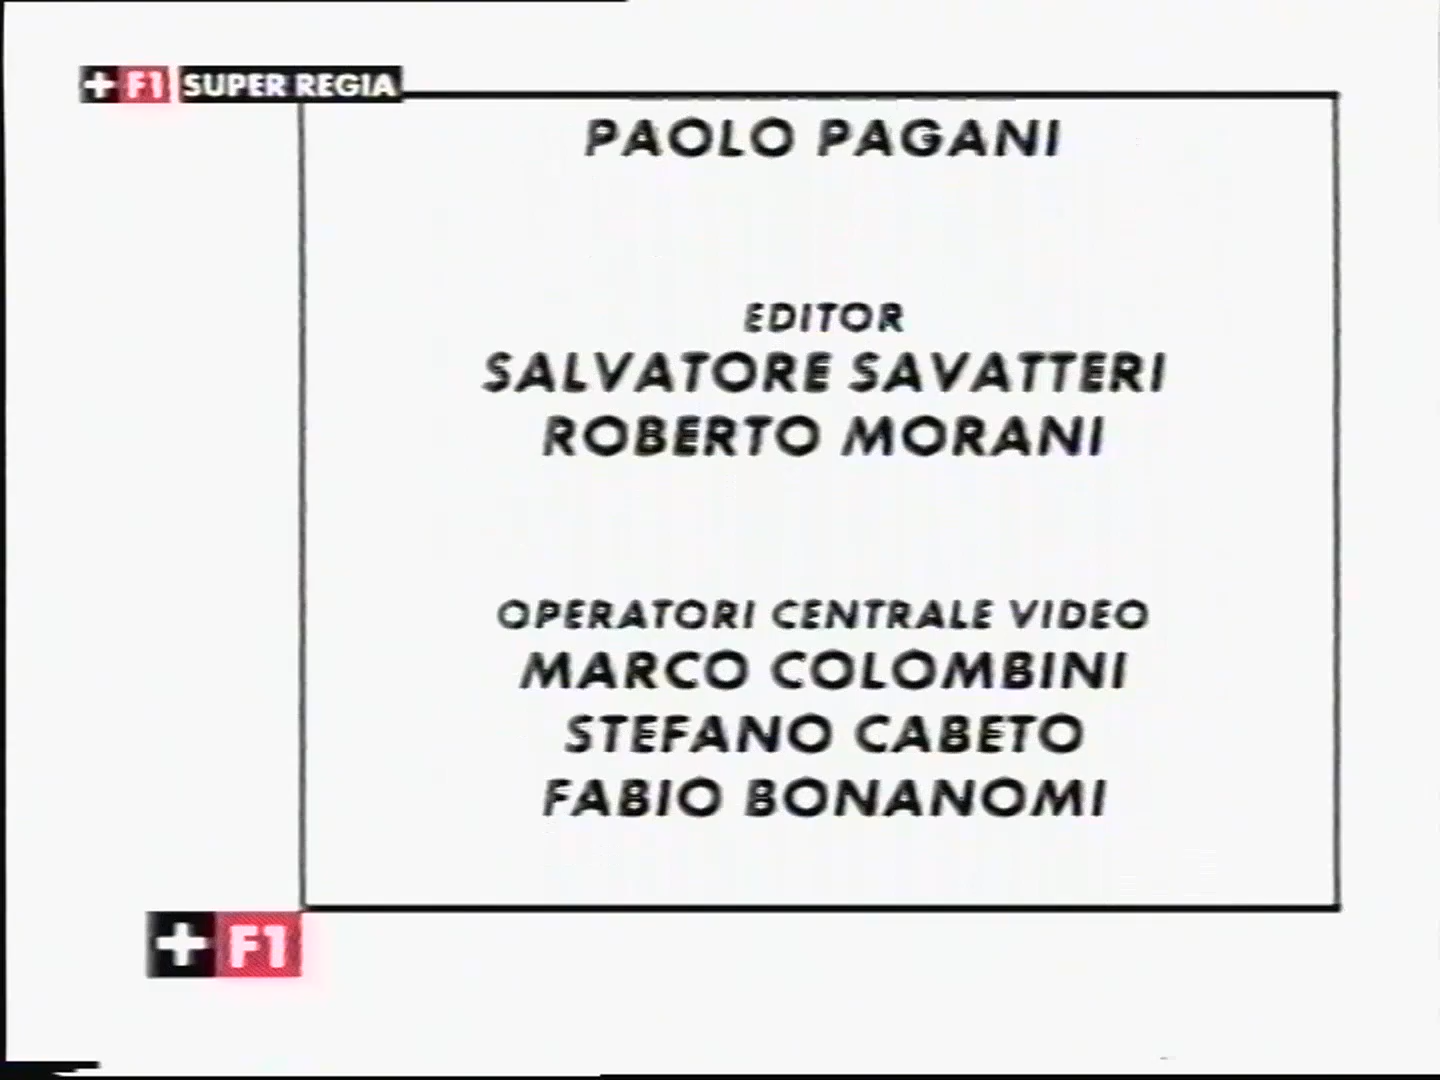 + F1 SUPER REGIA
PAOLO PAGANI
EDITOR
SALVATORE SAVATTERI
ROBERTO MORANI
OPERATORI CENTRALE VIDEO
MARCO COLOMBINI
STEFANO CABETO
FABIO BONANOMI
+ F1